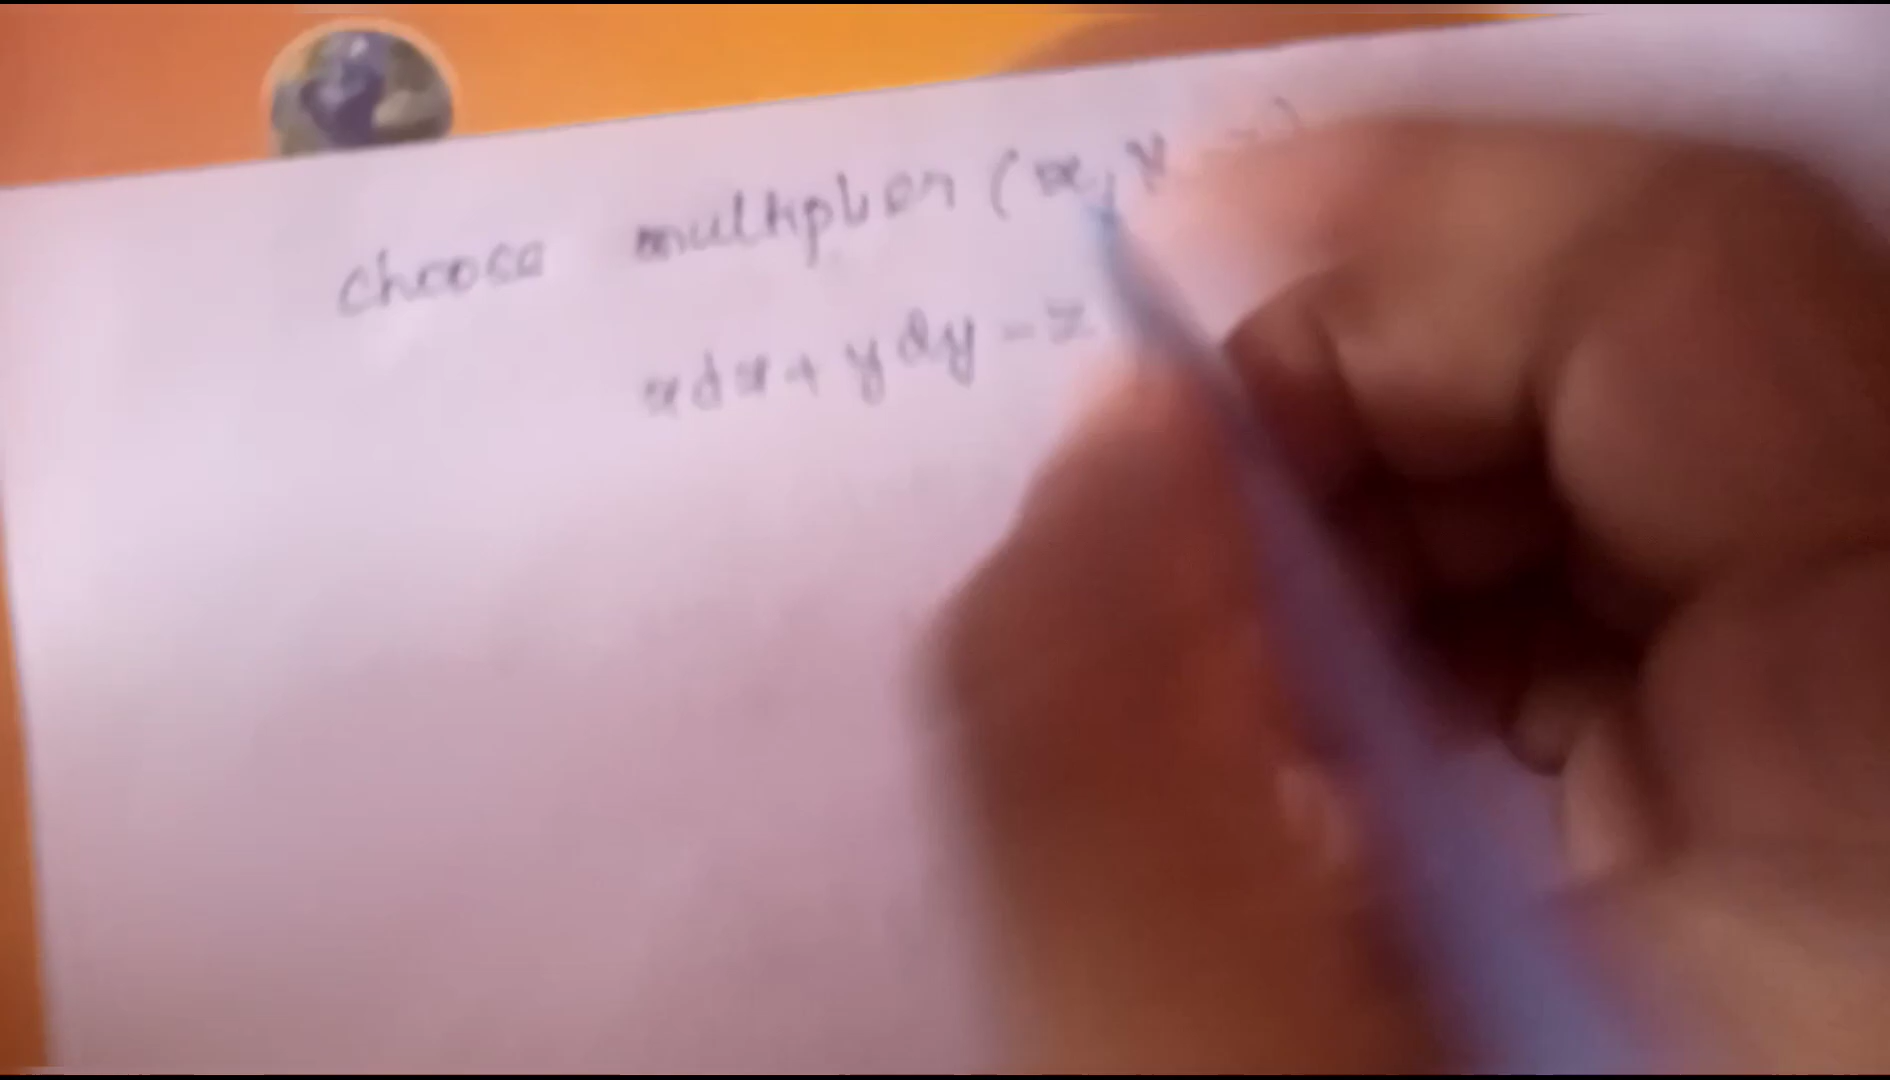 choose multiplier (x, y
xdx + ydy - z